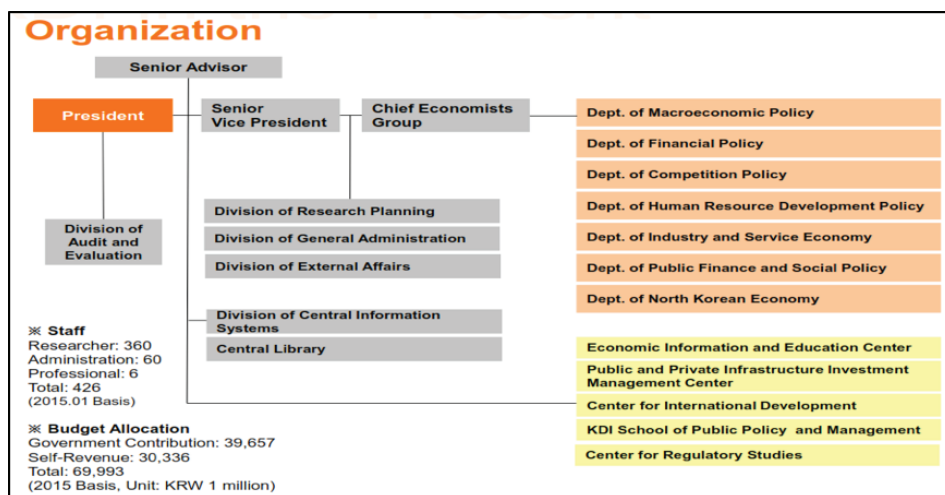 Organization
Senior Advisor
President
Senior
Vice President
Chief Economists
Group
Dept. of Macroeconomic Policy
Dept. of Financial Policy
Dept. of Competition Policy
Dept. of Human Resource Development Policy
Dept. of Industry and Service Economy
Dept. of Public Finance and Social Policy
Dept. of North Korean Economy
Division of
Audit and
Evaluation
Division of Research Planning
Division of General Administration
Division of External Affairs
Division of Central Information
Systems
Central Library
Economic Information and Education Center
Public and Private Infrastructure Investment
Management Center
Center for International Development
KDI School of Public Policy and Management
Center for Regulatory Studies
※ Staff
Researcher: 360
Administration: 60
Professional: 6
Total: 426
(2015.01 Basis)
※ Budget Allocation
Government Contribution: 39,657
Self-Revenue: 30,336
Total: 69,993
(2015 Basis, Unit: KRW 1 million)